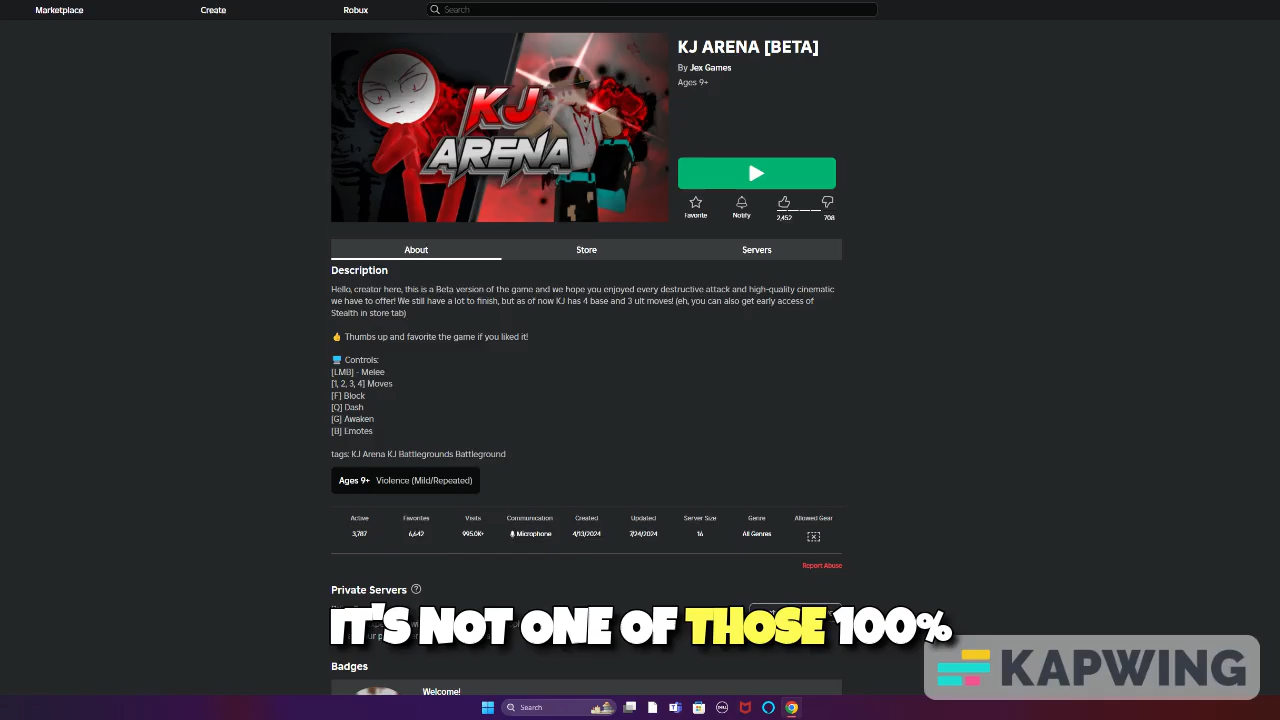 Marketplace
Create
Robux
Search
KJ ARENA [BETA]
By Jex Games
Ages 9+
KJ
ARENA
Favorite
Notify
2,452
708
About
Store
Servers
Description
Hello, creator here, this is a Beta version of the game and we hope you enjoyed every destructive attack and high-quality cinematic
we have to offer! We still have a lot to finish, but as of now KJ has 4 base and 3 ult moves! (eh, you can also get early access of
Stealth in store tab)
👍 Thumbs up and favorite the game if you liked it!
🖥️ Controls:
[LMB] - Melee
[1, 2, 3, 4] Moves
[F] Block
[Q] Dash
[G] Awaken
[B] Emotes
tags: KJ Arena KJ Battlegrounds Battleground
Ages 9+ Violence (Mild/Repeated)
Active Favorites Visits Communication Created Updated Server Size Genre Allowed Gear
3,787 6,642 995.0K+ Microphone 4/13/2024 7/24/2024 16 All Genres
Report Abuse
Private Servers
IT'S NOT ONE OF THOSE 100%
KAPWING
Badges
Welcome!
Search